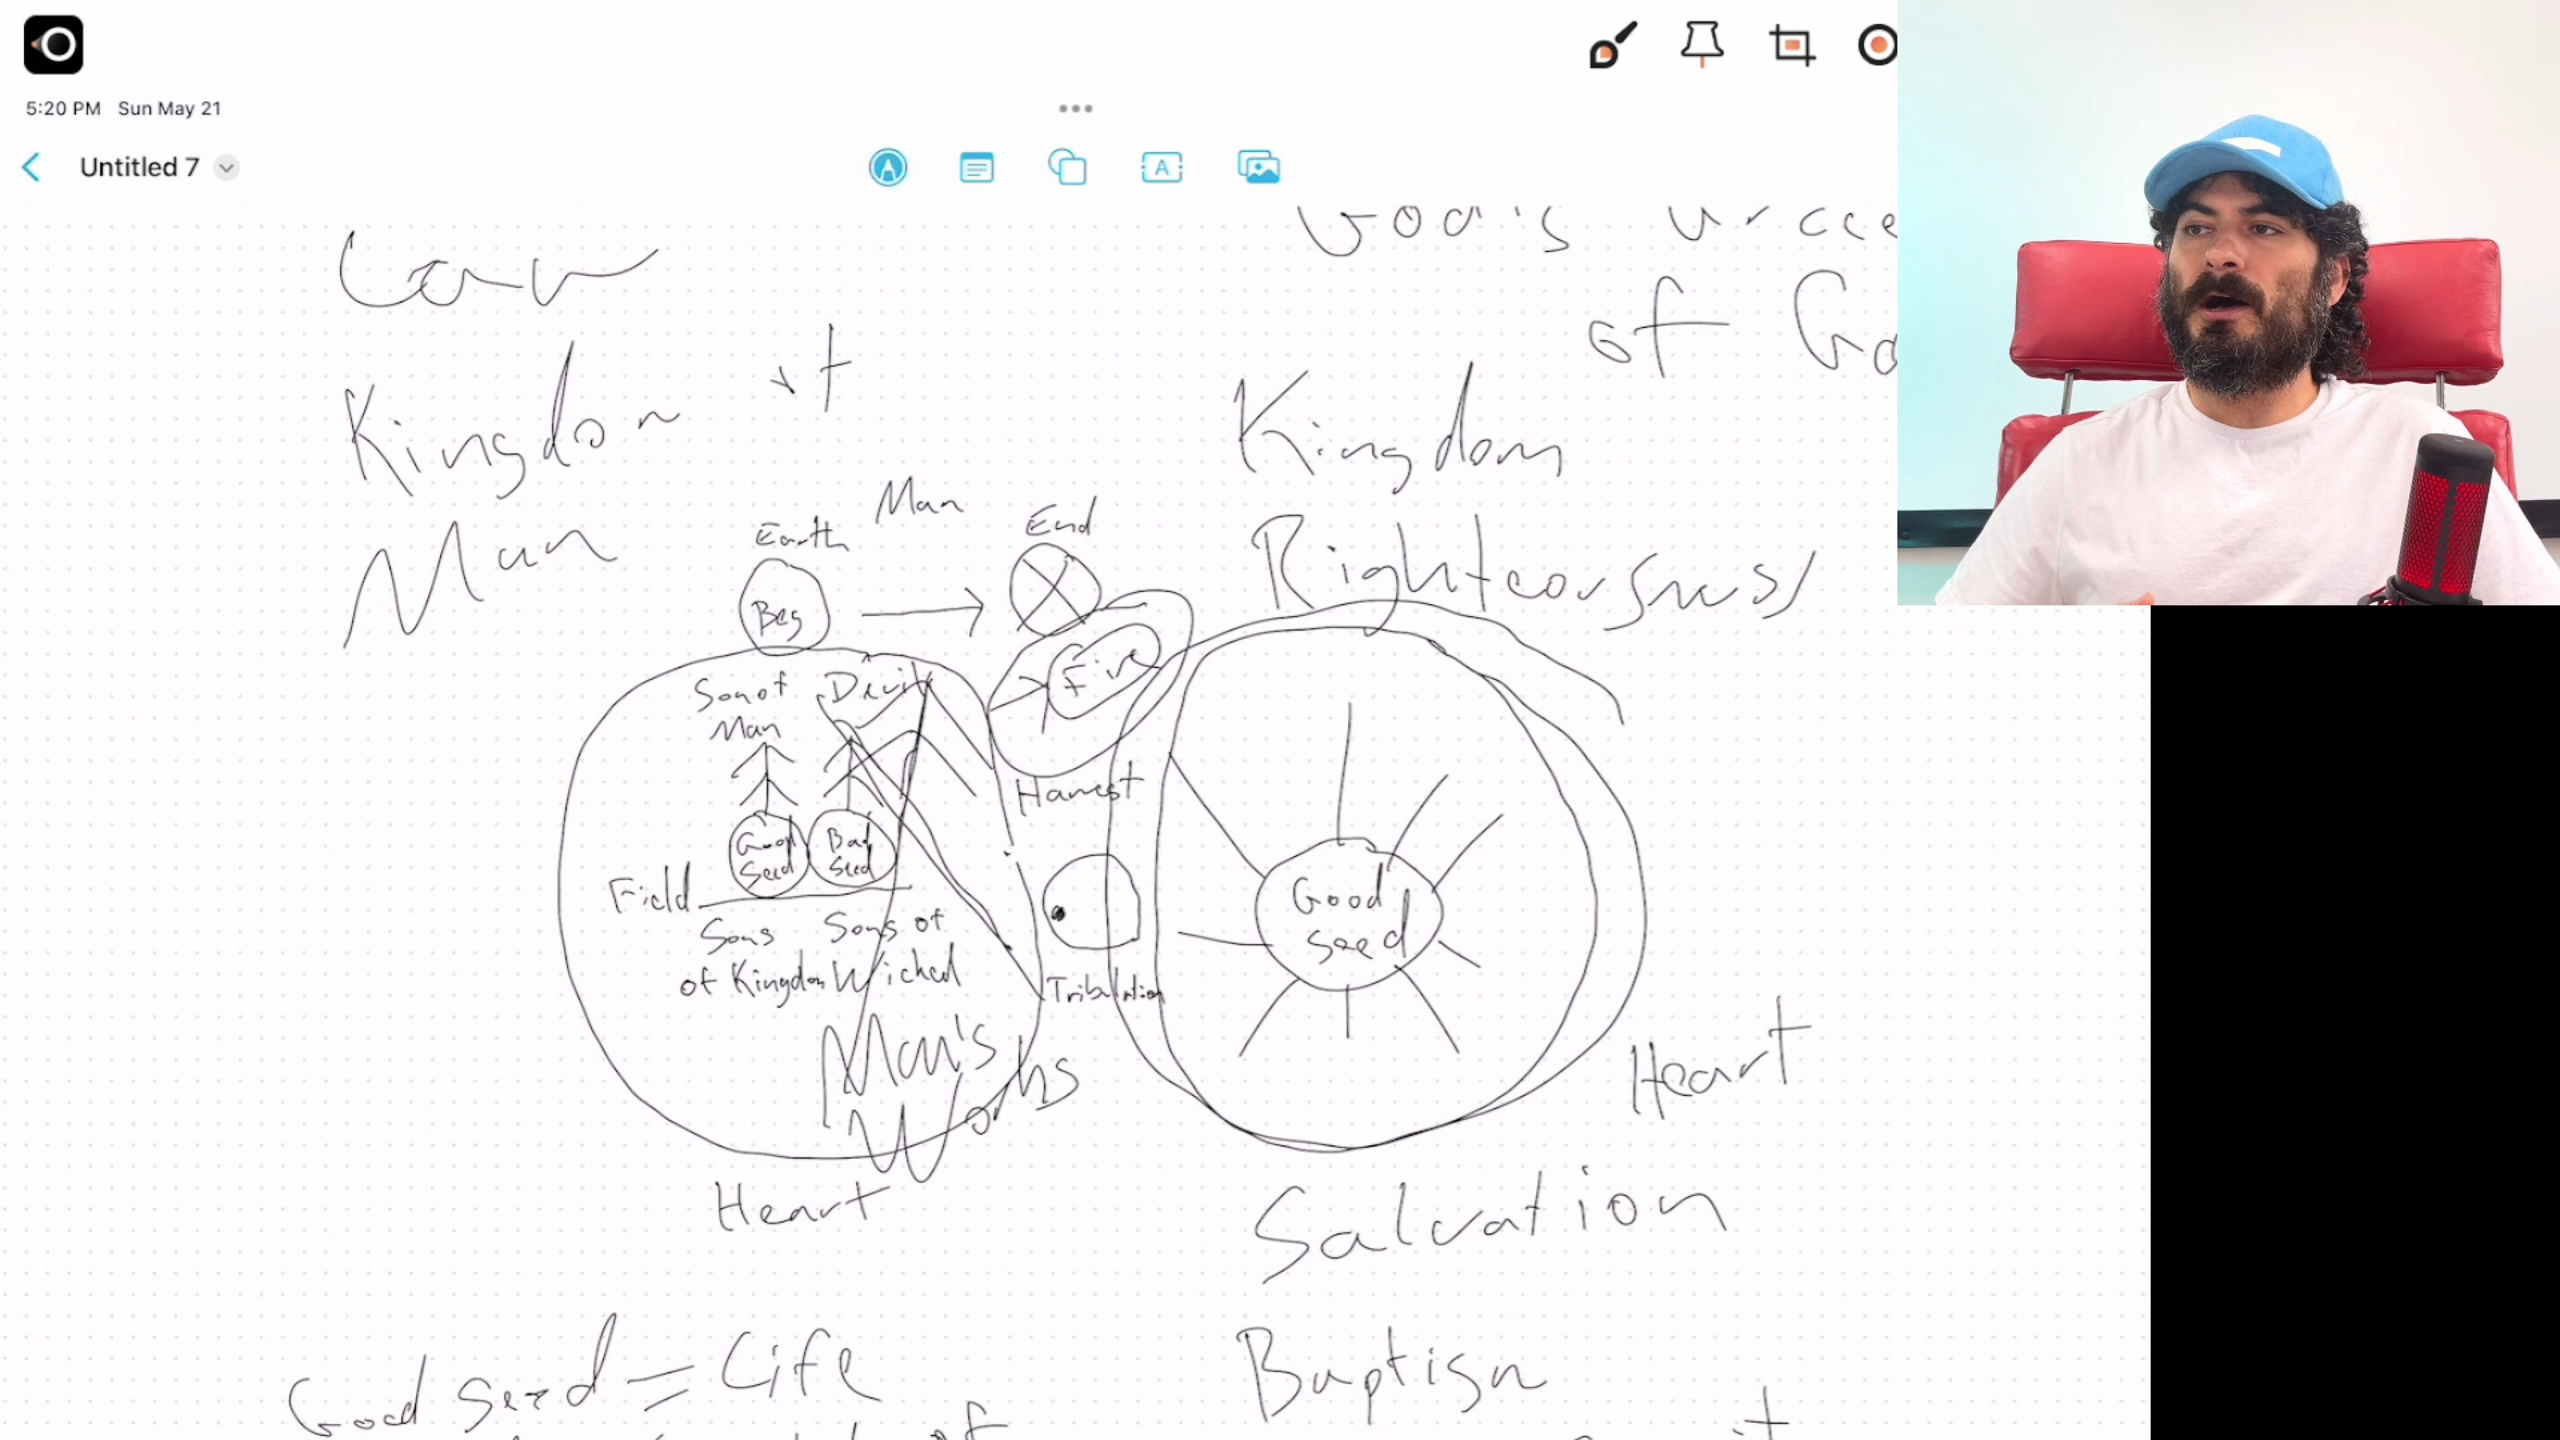 5:20 PM Sun May 21
Untitled 7
A
Law
God's
of
Kingdom of
Man
Kingdom
Righteousness
Man
Earth
End
Beg
Fire
Son of
Man
Devil
Harvest
Good
Seed
Bad
Seed
Field
Sons
of Kingdom
Sons of
Wicked
Good
Seed
Tribulation
Man's
Works
Heart
Heart
Salvation
Good Seed = Life
Baptism
of